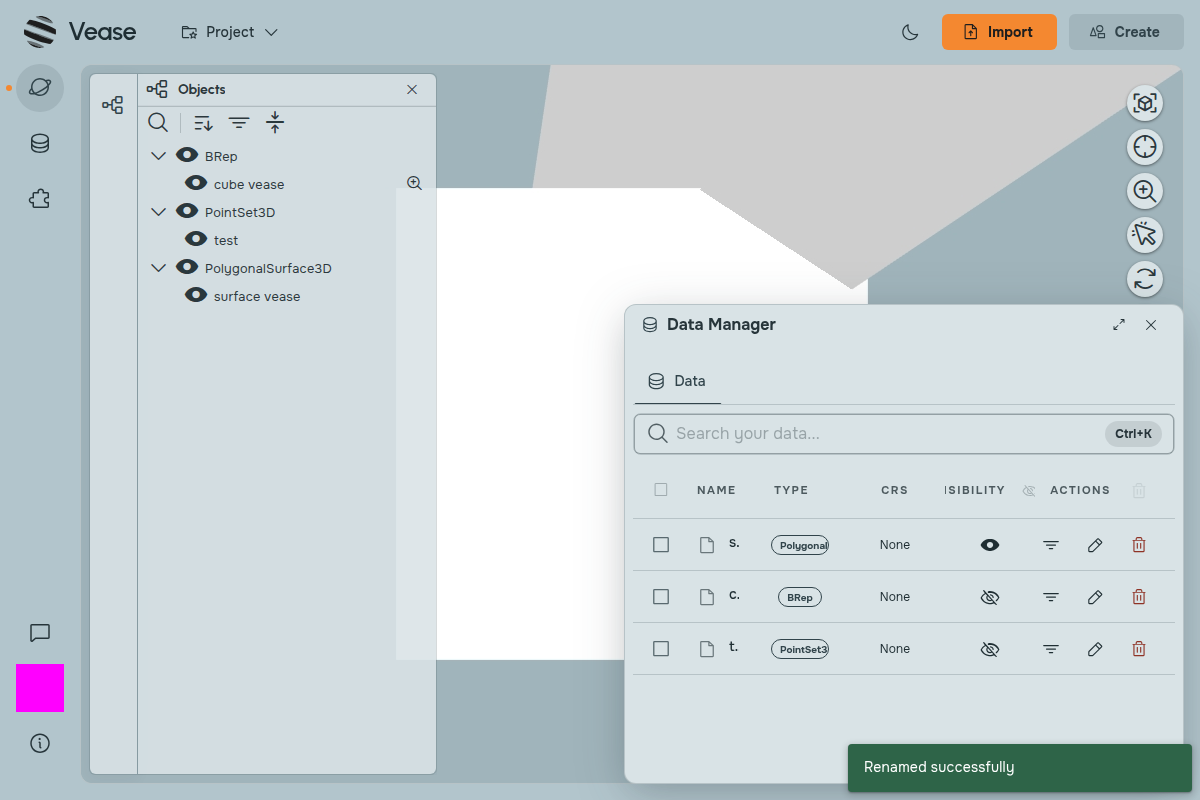 Vease
Project
Import
Create
Objects
BRep
cube vease
PointSet3D
test
PolygonalSurface3D
surface vease
Data Manager
Data
Search your data...
Ctrl+K
NAME TYPE CRS ISIBILITY ACTIONS
s. Polygonal None
c. BRep None
t. PointSet3 None
Renamed successfully